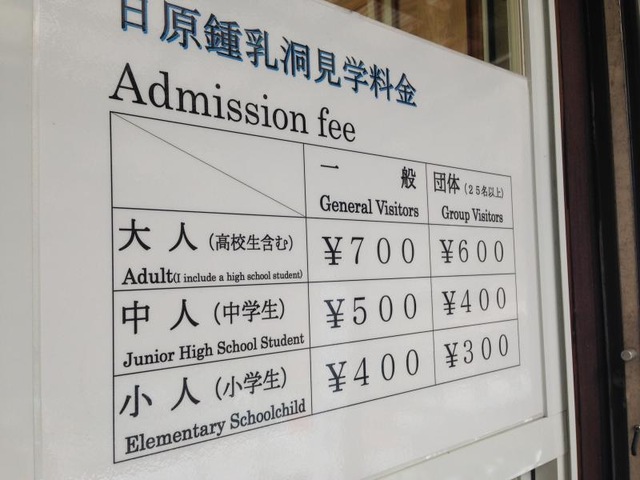 日原鍾乳洞見学料金
Admission fee
一 般 団体（２５名以上）
General Visitors Group Visitors
大 人（高校生含む） ￥７００ ￥６００
Adult(I include a high school student)
中 人（中学生） ￥５００ ￥４００
Junior High School Student
小 人（小学生） ￥４００ ￥３００
Elementary Schoolchild